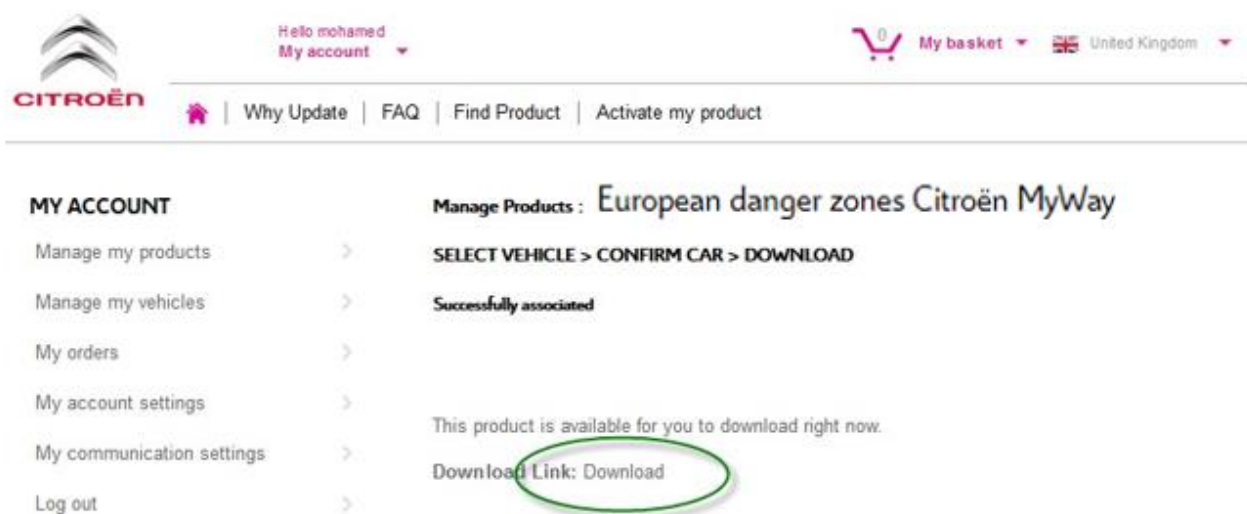 Hello mohamed
My account
0
My basket
United Kingdom
CITROËN
Why Update | FAQ | Find Product | Activate my product
MY ACCOUNT
Manage my products
Manage my vehicles
My orders
My account settings
My communication settings
Log out
Manage Products : European danger zones Citroën MyWay
SELECT VEHICLE > CONFIRM CAR > DOWNLOAD
Successfully associated
This product is available for you to download right now.
Download Link: Download